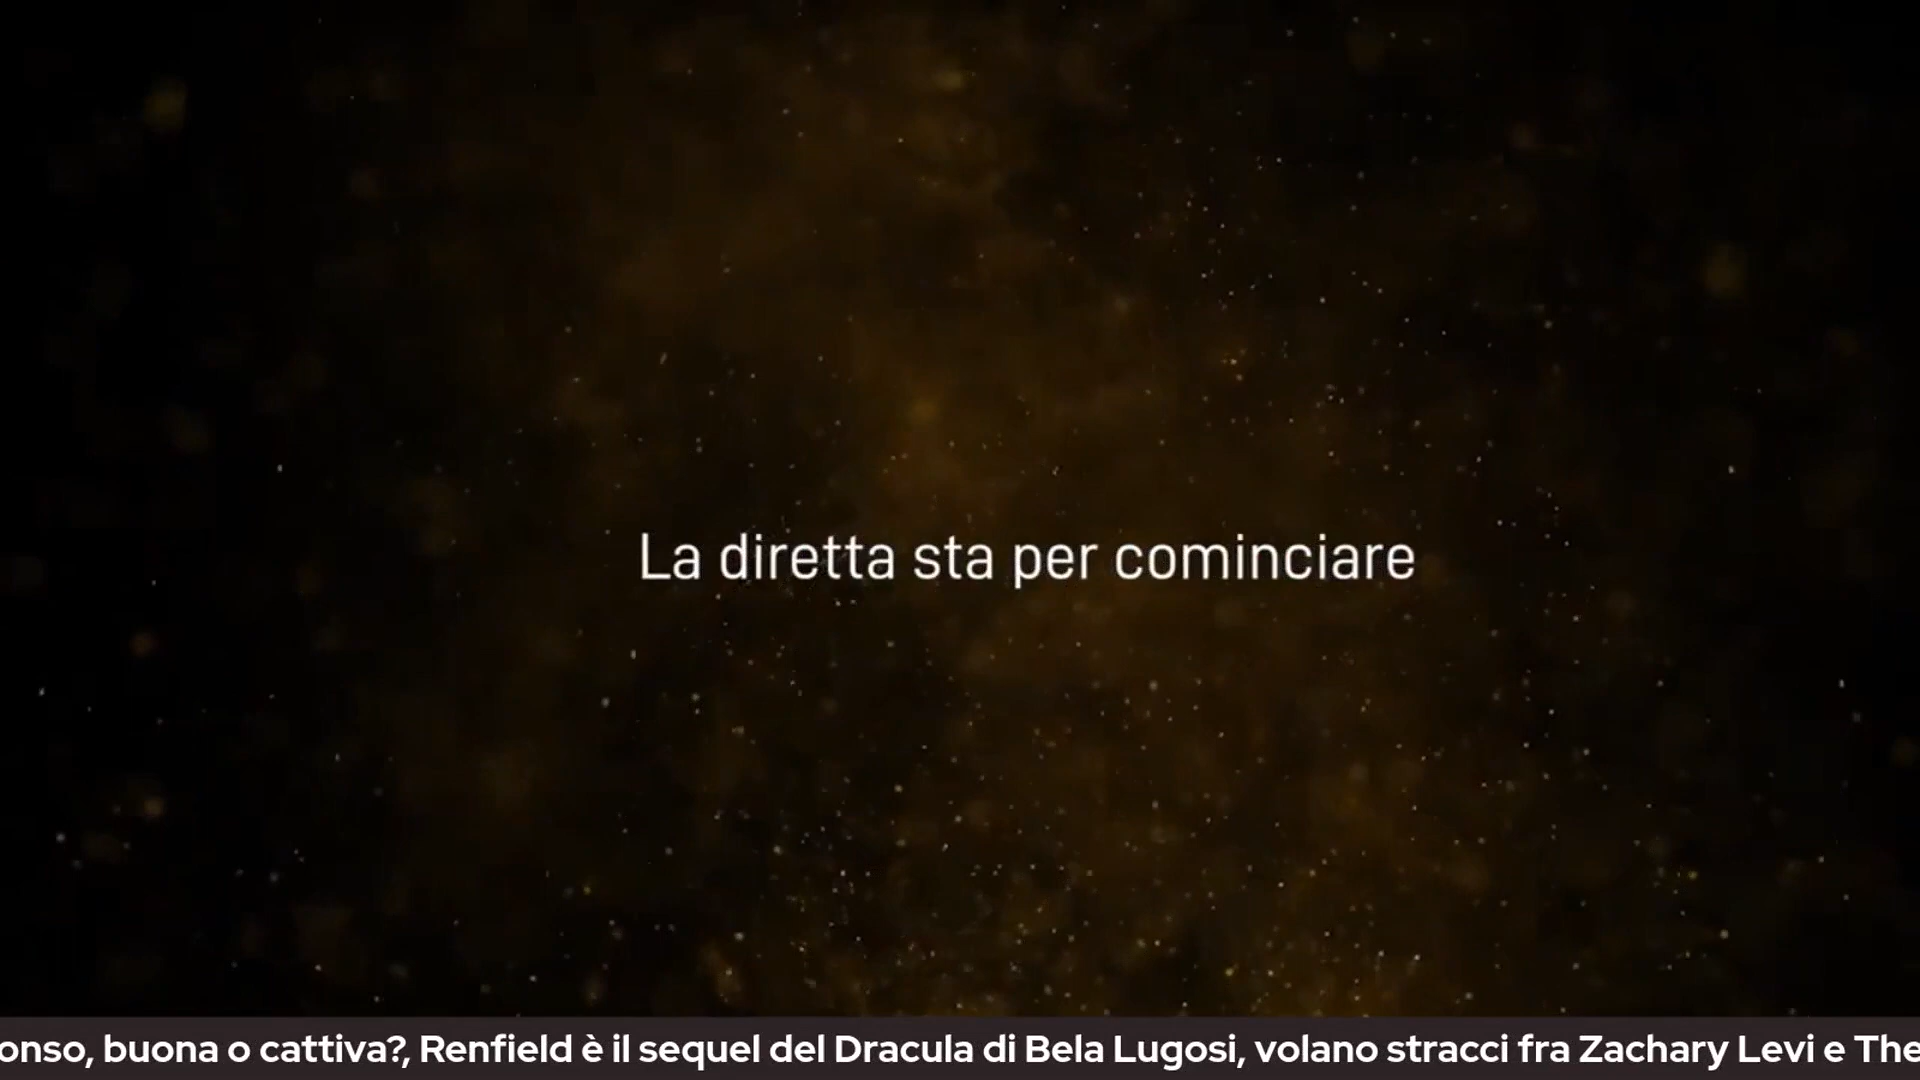 La diretta sta per cominciare
onso, buona o cattiva?, Renfield è il sequel del Dracula di Bela Lugosi, volano stracci fra Zachary Levi e The